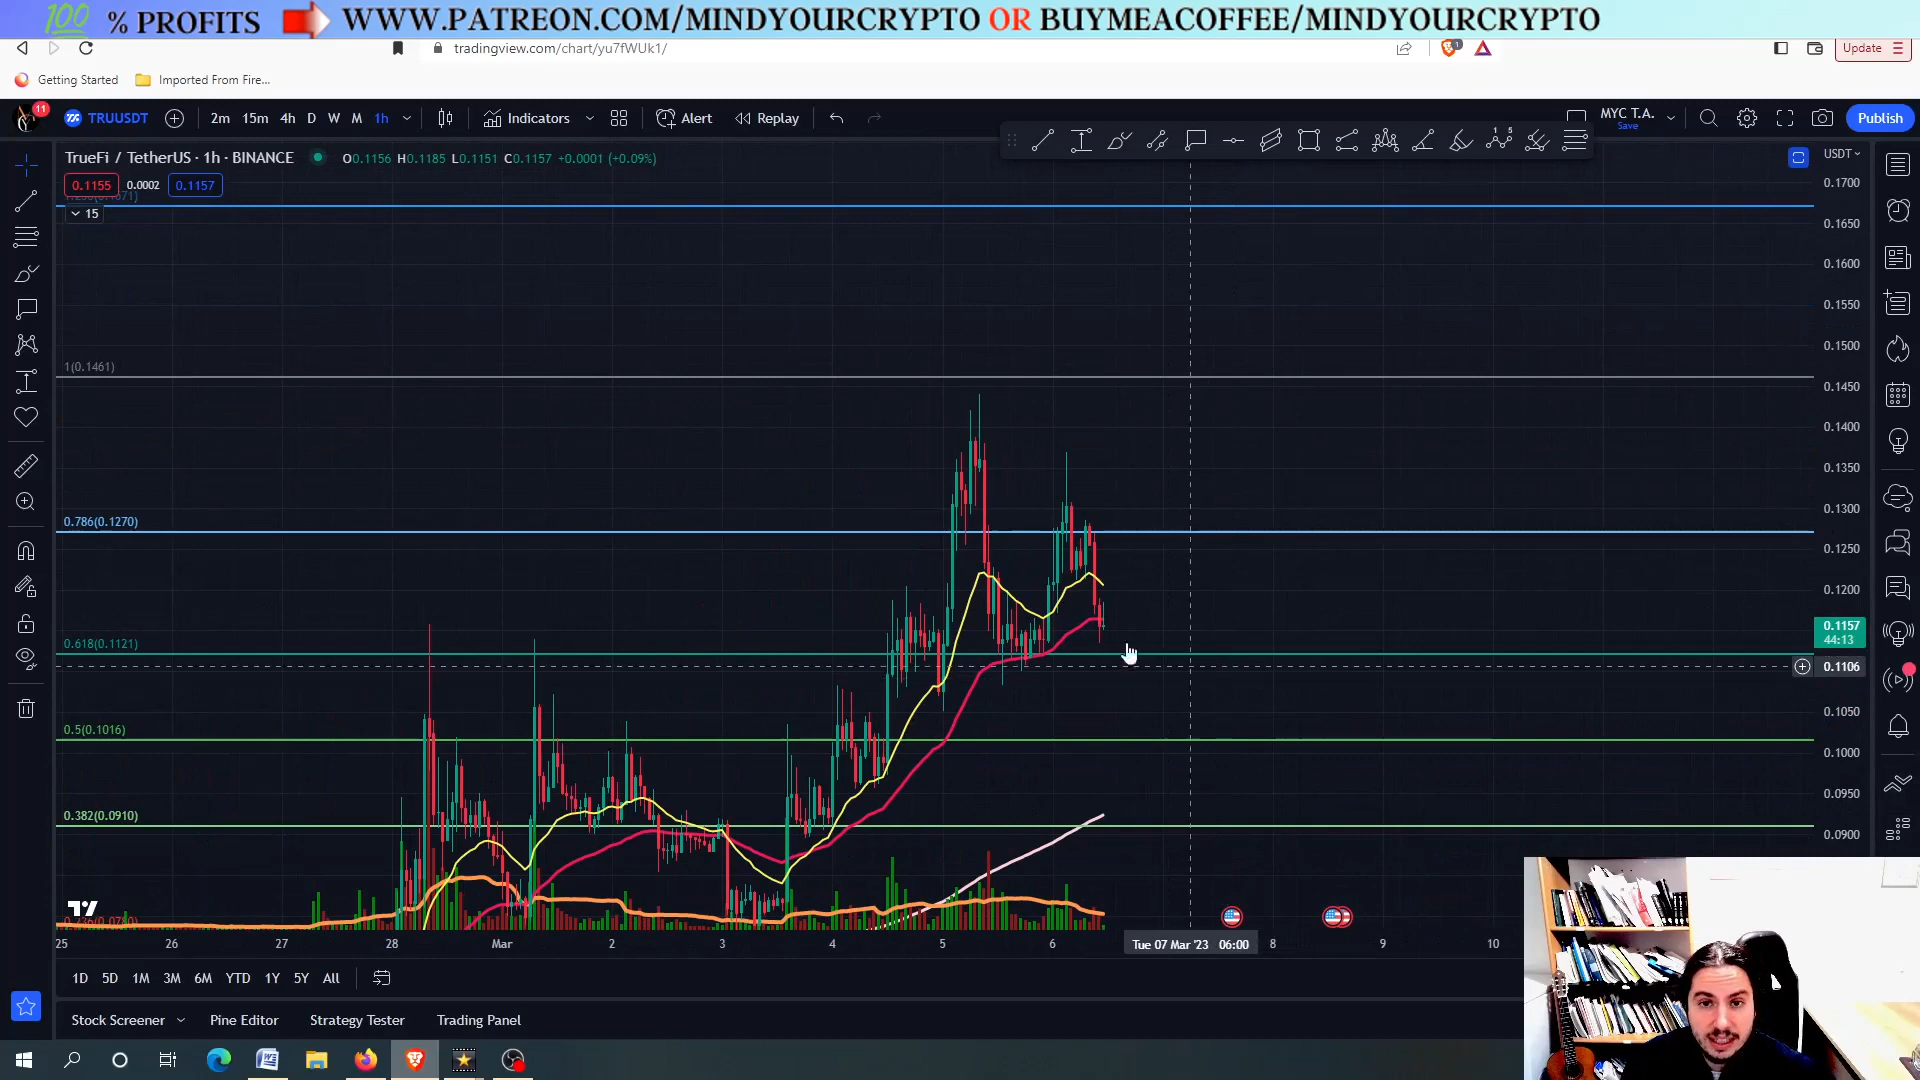 💯 % PROFITS WWW.PATREON.COM/MINDYOURCRYPTO OR BUYMEACOFFEE/MINDYOURCRYPTO
tradingview.com/chart/yu7fWUk1/
1
Update
Getting Started Imported From Fire...
11 TRUUSDT 2m 15m 4h D W M 1h Indicators Alert Replay MYC T.A. Save Publish
TrueFi / TetherUS · 1h · BINANCE O0.1156 H0.1185 L0.1151 C0.1157 +0.0001 (+0.09%)
USDT
0.1155 0.0002 0.1157
15
0.1700
0.1650
0.1600
0.1550
0.1500
1(0.1461)
0.1450
0.1400
0.1350
0.1300
0.786(0.1270)
0.1250
0.1200
0.1157
44:13
0.618(0.1121)
0.1106
0.1050
0.5(0.1016)
0.1000
0.0950
0.382(0.0910)
0.0900
25 26 27 28 Mar 2 3 4 5 6 Tue 07 Mar '23 06:00 8 9 10
1D 5D 1M 3M 6M YTD 1Y 5Y All
Stock Screener Pine Editor Strategy Tester Trading Panel